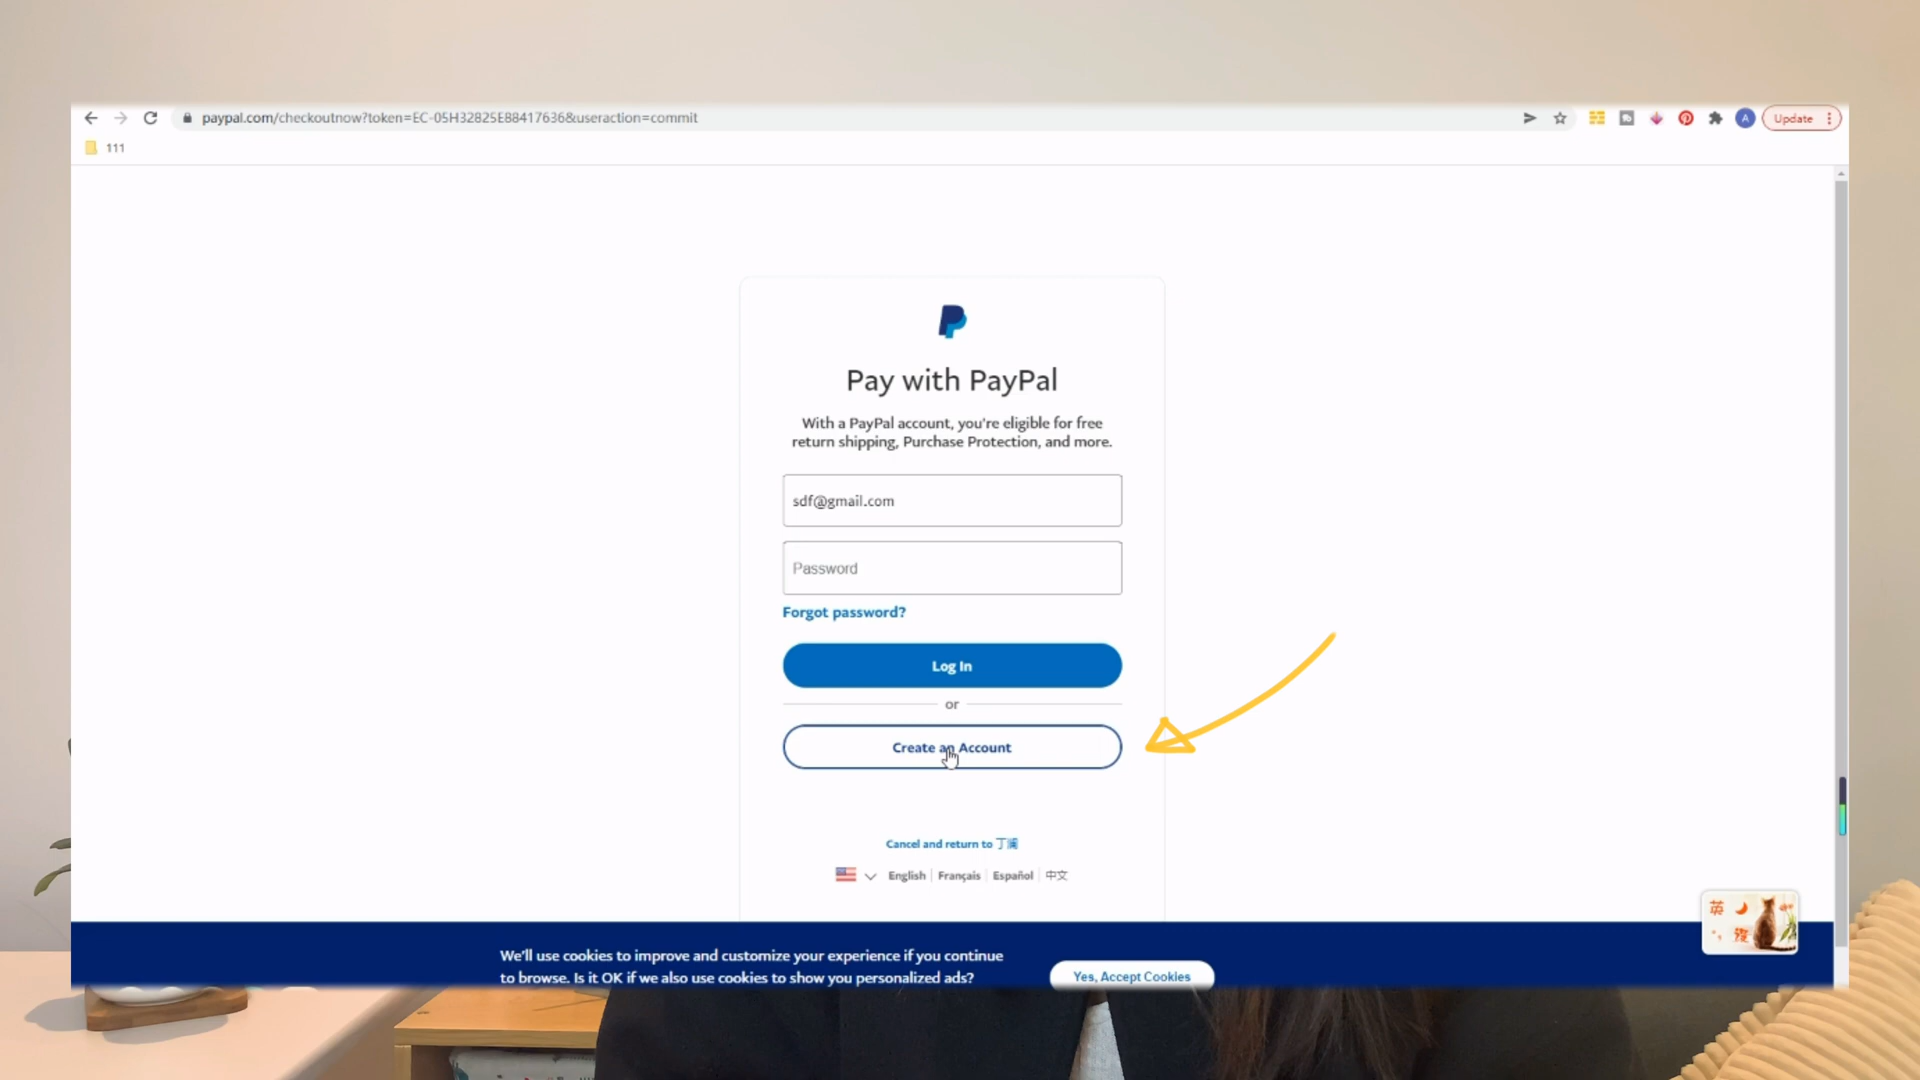 paypal.com/checkoutnow?token=EC-05H32825E88417636&useraction=commit
A
Update
111
Pay with PayPal
With a PayPal account, you're eligible for free
return shipping, Purchase Protection, and more.
sdf@gmail.com
Password
Forgot password?
Log In
or
Create an Account
Cancel and return to
English Français Español 中文
英
We'll use cookies to improve and customize your experience if you continue
to browse. Is it OK if we also use cookies to show you personalized ads?
Yes, Accept Cookies